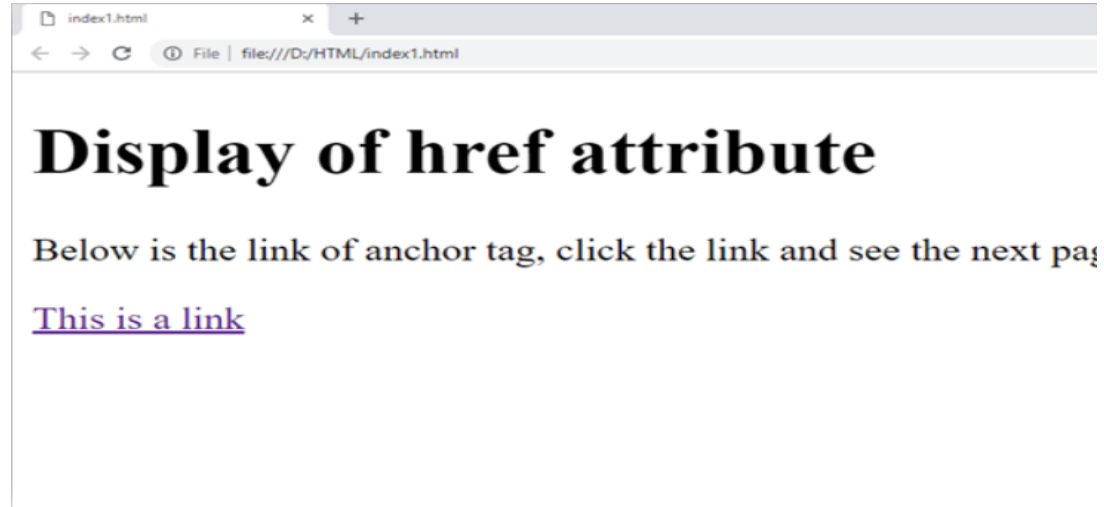 index1.html
File | file:///D:/HTML/index1.html
Display of href attribute
Below is the link of anchor tag, click the link and see the next
This is a link